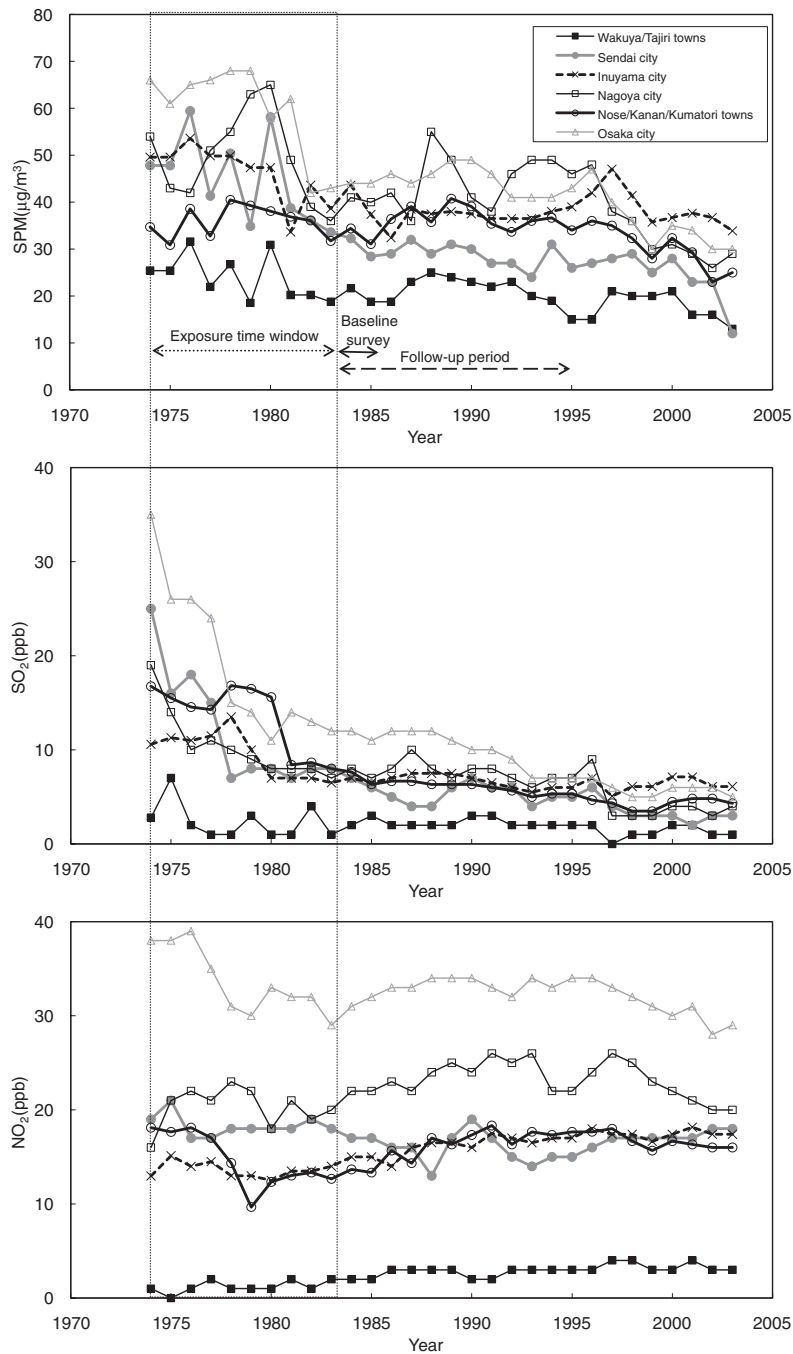 80
70
60
50
40
30
20
10
0
SPM(μg/m³)
Wakuya/Tajiri towns
Sendai city
Inuyama city
Nagoya city
Nose/Kanan/Kumatori towns
Osaka city
Exposure time window
Baseline
survey
Follow-up period
1970 1975 1980 1985 1990 1995 2000 2005
Year
40
30
20
10
0
SO₂(ppb)
1970 1975 1980 1985 1990 1995 2000 2005
Year
40
30
20
10
0
NO₂(ppb)
1970 1975 1980 1985 1990 1995 2000 2005
Year